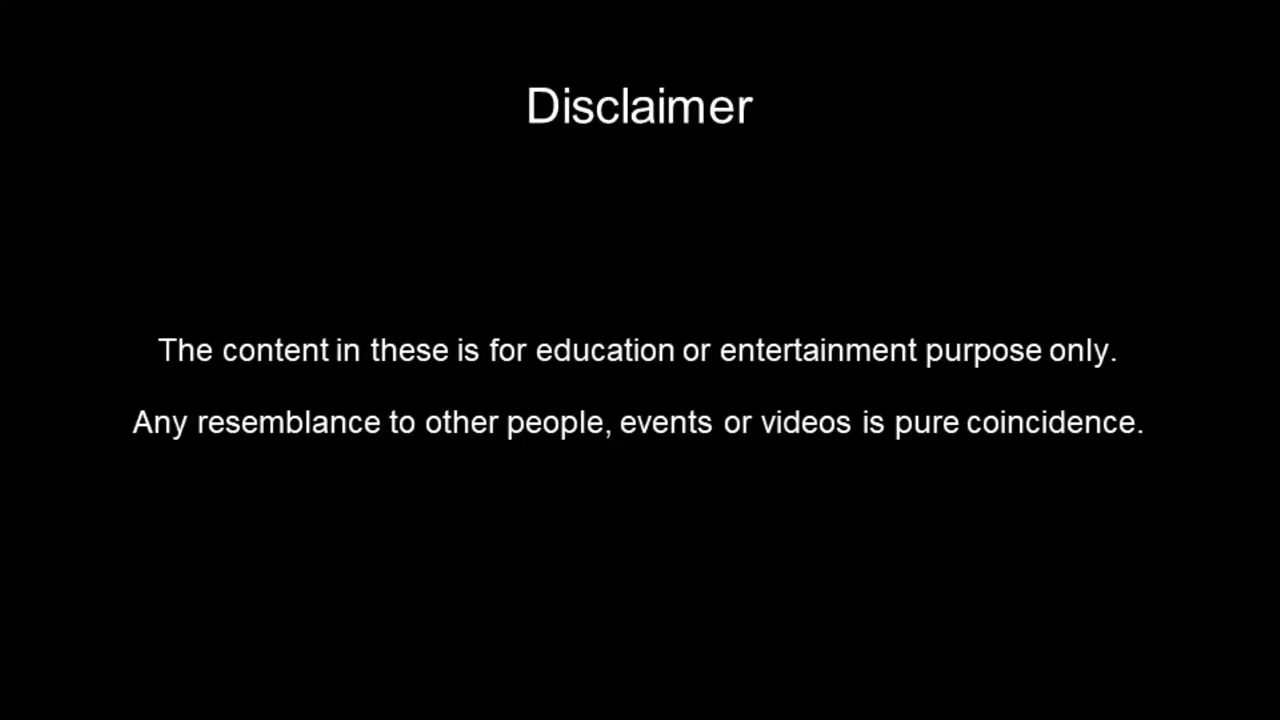 Disclaimer
The content in these is for education or entertainment purpose only.
Any resemblance to other people, events or videos is pure coincidence.